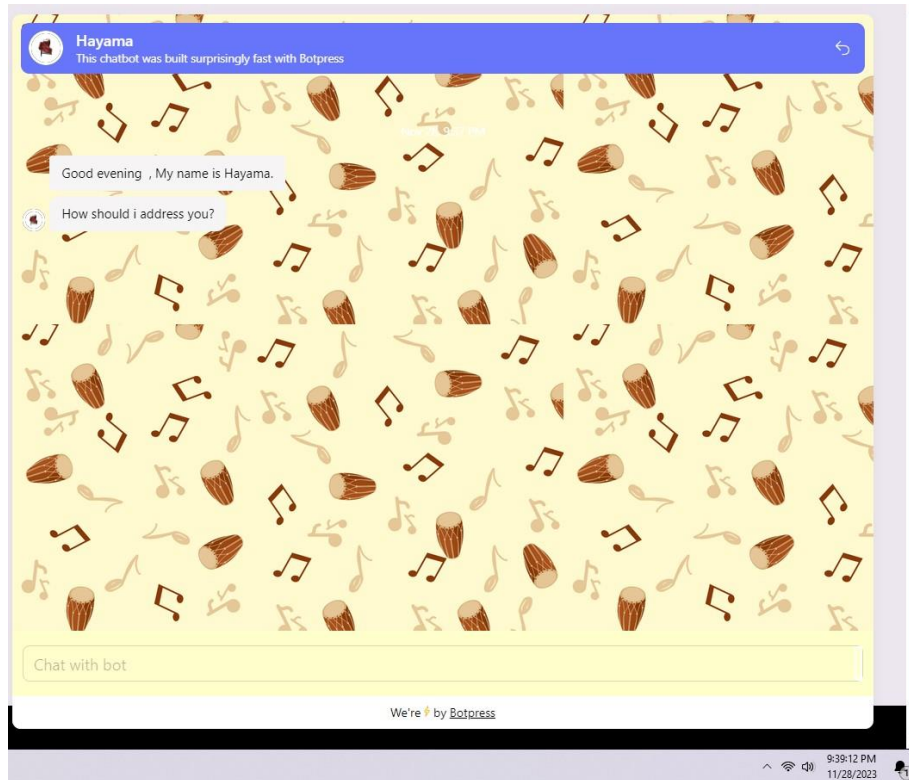 Hayama
This chatbot was built surprisingly fast with Botpress
Good evening , My name is Hayama.
How should i address you?
Chat with bot
We're⚡by Botpress
9:39:12 PM
11/28/2023